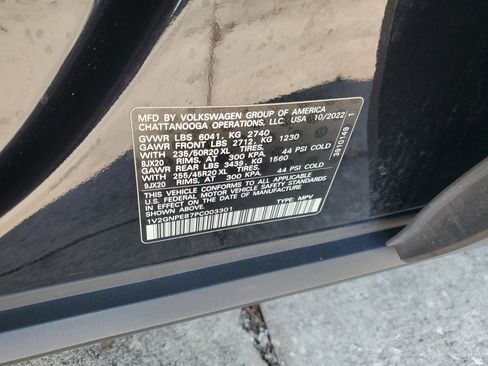 MFD BY VOLKSWAGEN GROUP OF AMERICA
CHATTANOOGA OPERATIONS, LLC. USA 10/2022
GVWR LBS 6041, KG 2740
GAWR FRONT LBS 2712, KG 1230
WITH 235/50R20 XL TIRES,
8JX20 RIMS, AT 300 KPA, 44 PSI COLD
GAWR REAR LBS 3439, KG 1560
WITH 255/45R20 XL TIRES,
9JX20 RIMS, AT 300 KPA, 44 PSI COLD
THIS VEHICLE CONFORMS TO ALL APPLICABLE
U.S. FEDERAL MOTOR VEHICLE SAFETY STANDARDS
IN EFFECT ON THE DATE OF MANUFACTURE
SHOWN ABOVE.
1V2GNPE87PC003301 TYPE: MPV